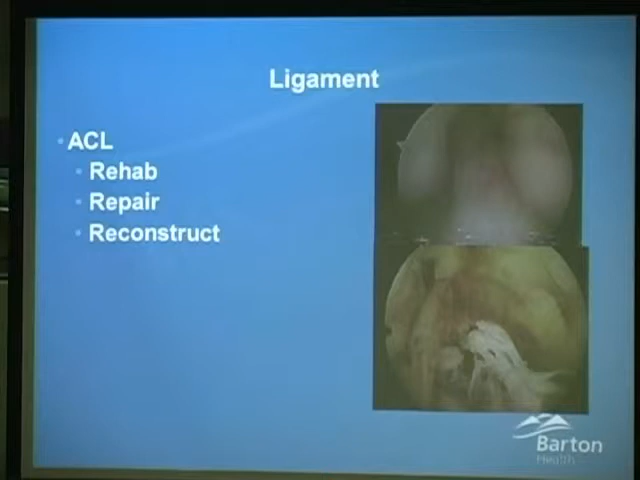 Ligament
• ACL
• Rehab
• Repair
• Reconstruct
Barton
Health